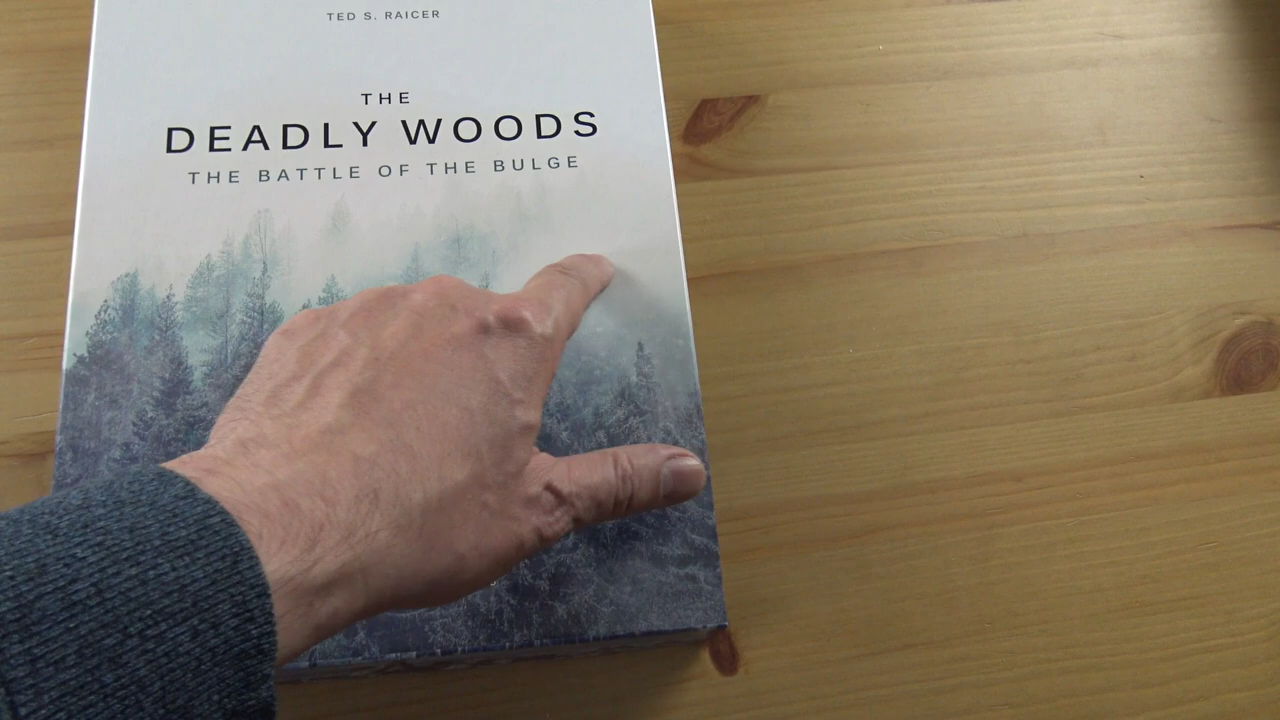 TED S. RAICER
THE
DEADLY WOODS
THE BATTLE OF THE BULGE